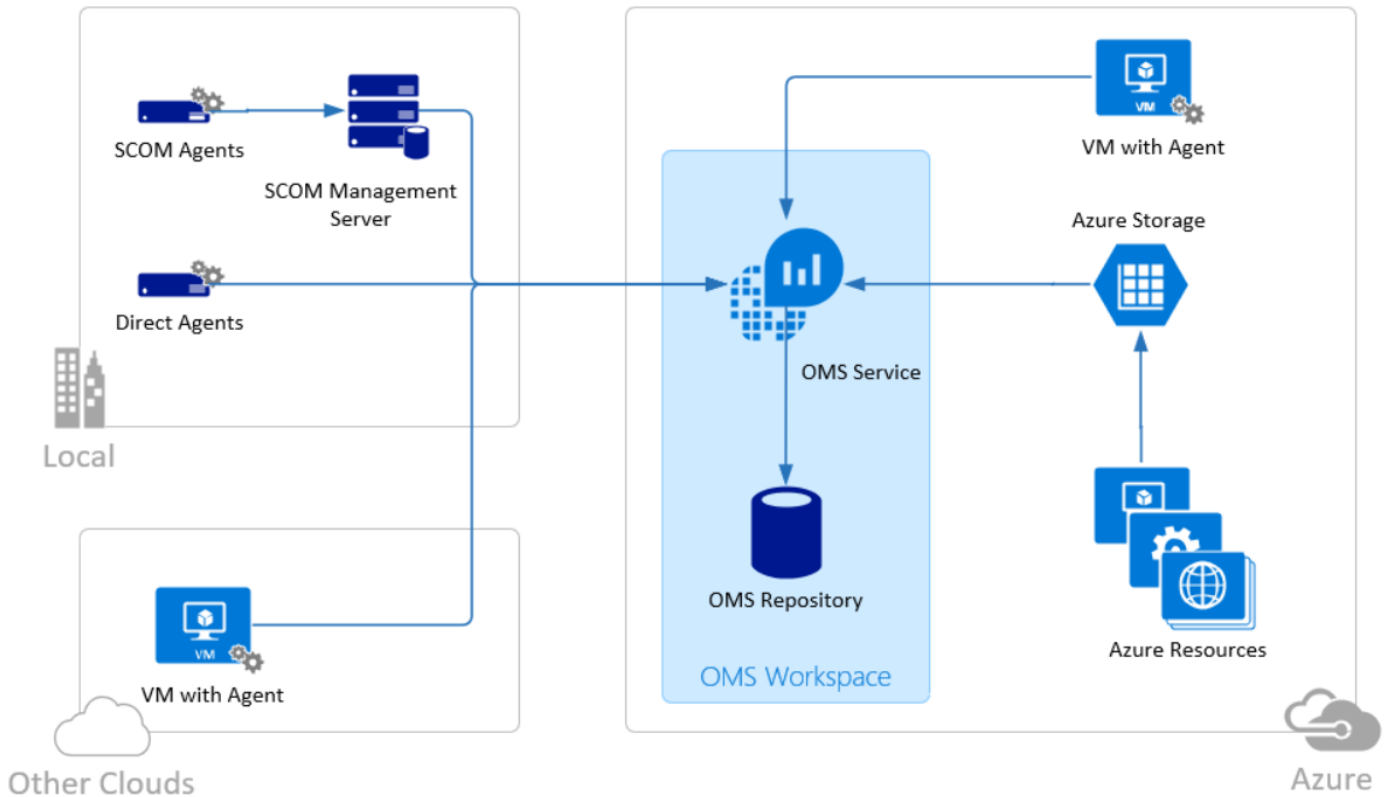 SCOM Agents
SCOM Management
Server
Direct Agents
Local
VM
VM with Agent
Other Clouds
VM
VM with Agent
Azure Storage
OMS Service
OMS Repository
OMS Workspace
Azure Resources
Azure